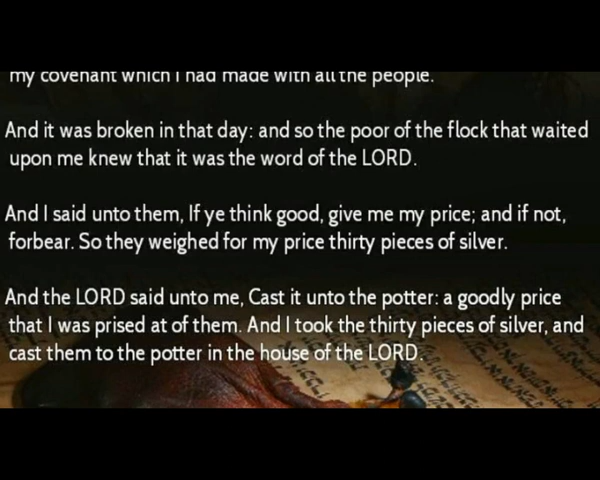 my covenant which I had made with all the people.
And it was broken in that day: and so the poor of the flock that waited
upon me knew that it was the word of the LORD.
And I said unto them, If ye think good, give me my price; and if not,
forbear. So they weighed for my price thirty pieces of silver.
And the LORD said unto me, Cast it unto the potter: a goodly price
that I was prised at of them. And I took the thirty pieces of silver, and
cast them to the potter in the house of the LORD.